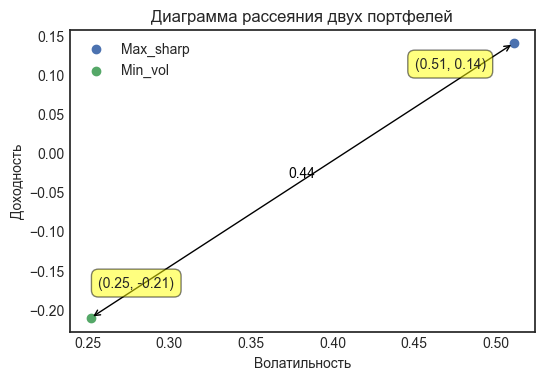 Диаграмма рассеяния двух портфелей
Max_sharp
Min_vol
(0.51, 0.14)
0.44
(0.25, -0.21)
0.15
0.10
0.05
0.00
−0.05
−0.10
−0.15
−0.20
Доходность
0.25 0.30 0.35 0.40 0.45 0.50
Волатильность